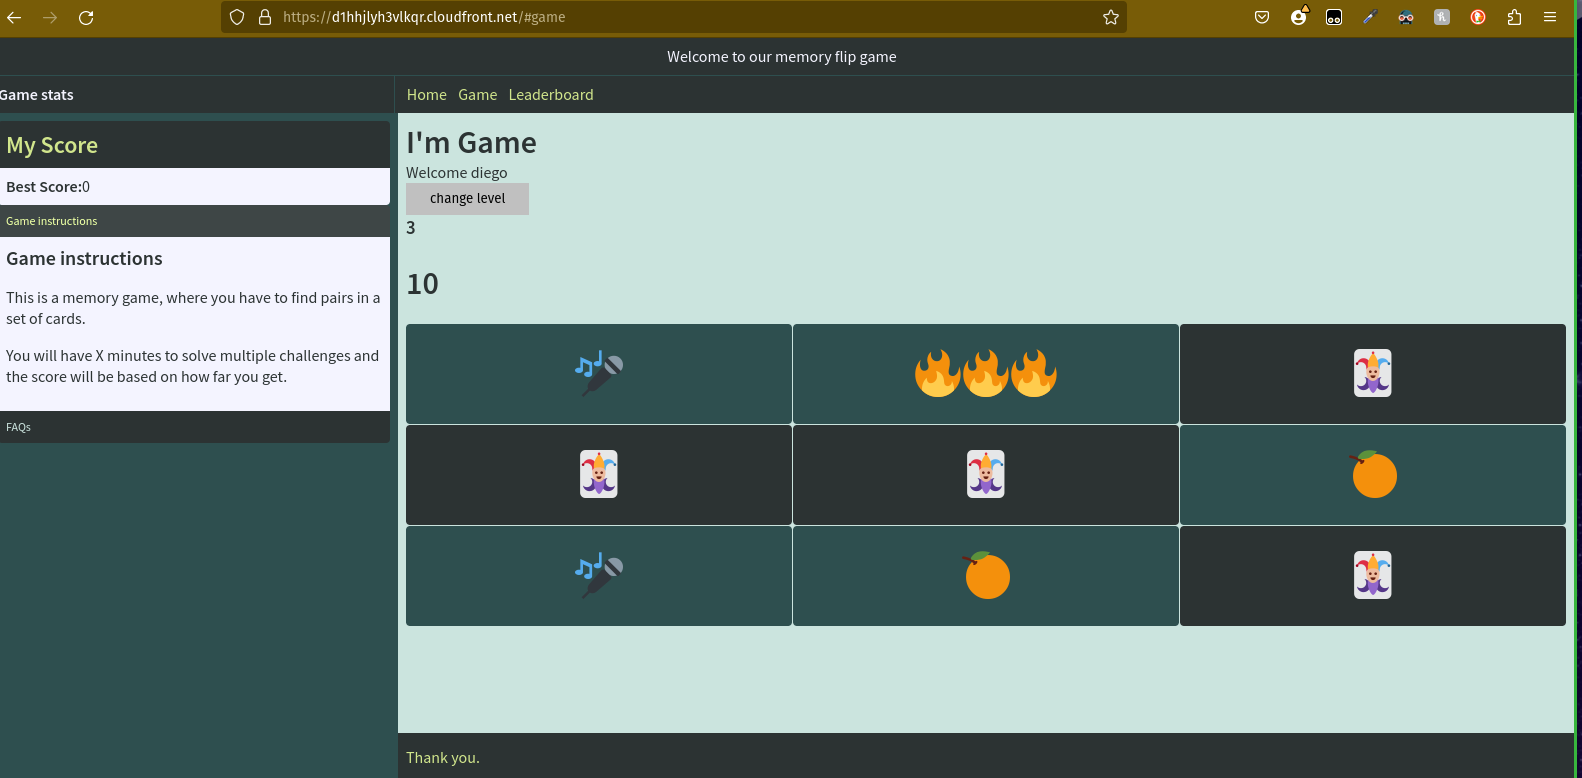 https://d1hhjlyh3vlkqr.cloudfront.net/#game
Welcome to our memory flip game
Game stats
Home Game Leaderboard
My Score
Best Score:0
Game instructions
Game instructions
This is a memory game, where you have to find pairs in a
set of cards.
You will have X minutes to solve multiple challenges and
the score will be based on how far you get.
FAQs
I'm Game
Welcome diego
change level
3
10
Thank you.